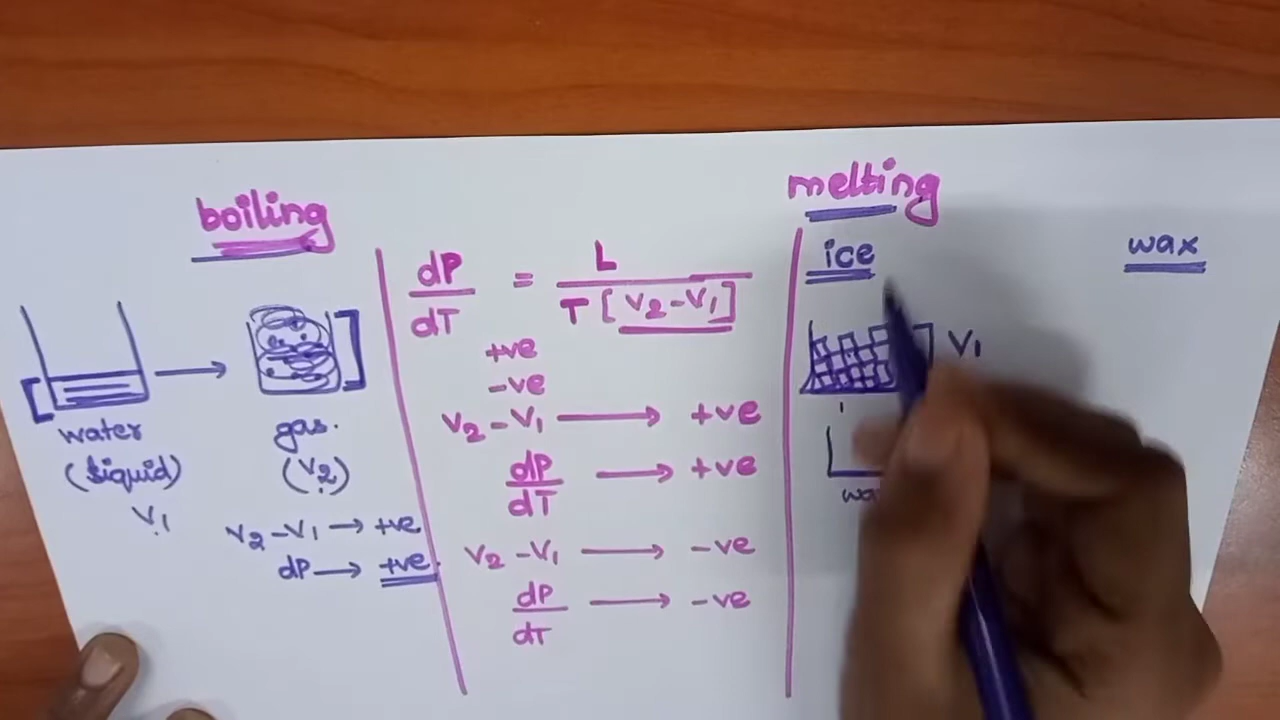 boiling
water
(liquid)
V₁
gas.
(V₂)
V₂-V₁ → +ve
dP → +ve.
dP/dT = L/T[V₂-V₁]
+ve
-ve
V₂-V₁ → +ve
dP/dT → +ve
V₂-V₁ → -ve
dP/dT → -ve
melting
ice
V₁
wax